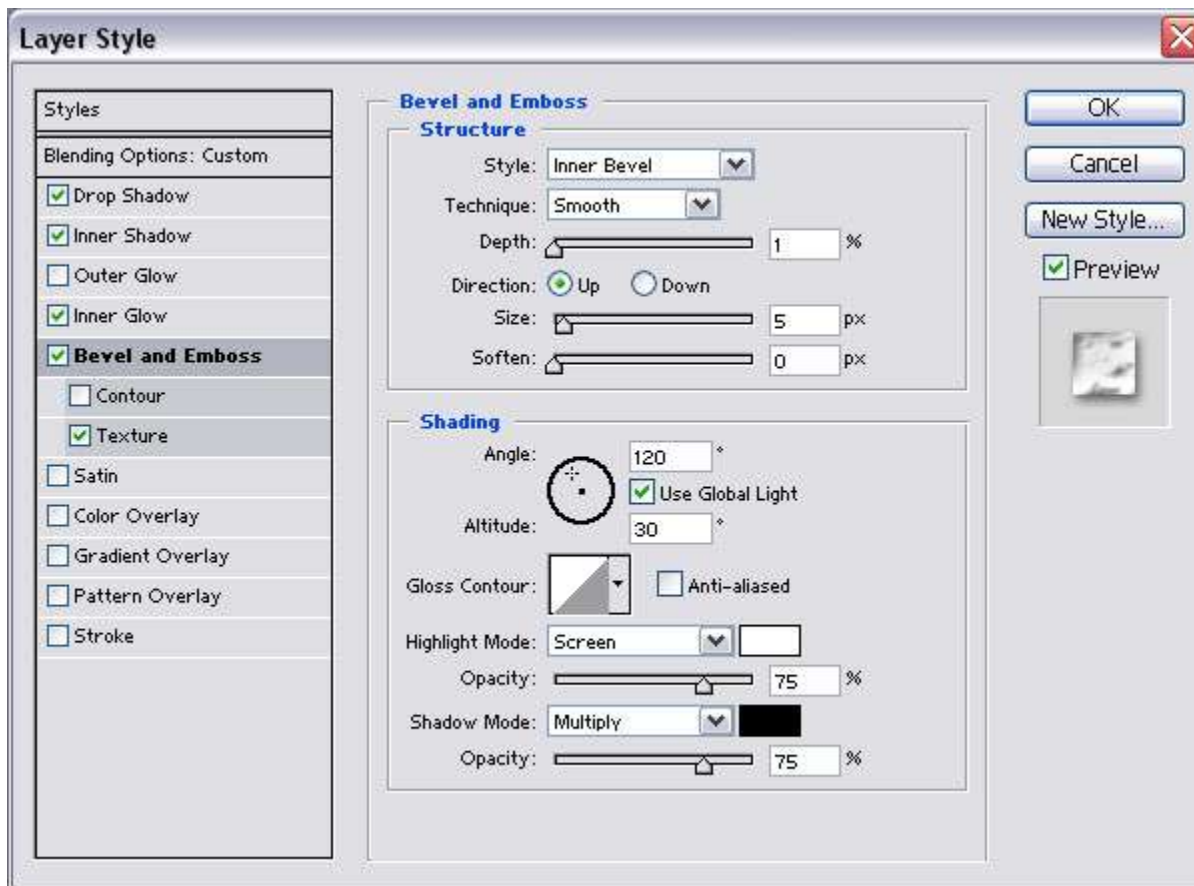 Layer Style
Styles
Blending Options: Custom
Drop Shadow
Inner Shadow
Outer Glow
Inner Glow
Bevel and Emboss
Contour
Texture
Satin
Color Overlay
Gradient Overlay
Pattern Overlay
Stroke
Bevel and Emboss
Structure
Style: Inner Bevel
Technique: Smooth
Depth: 1 %
Direction: Up Down
Size: 5 px
Soften: 0 px
Shading
Angle: 120 °
Use Global Light
Altitude: 30 °
Gloss Contour: Anti-aliased
Highlight Mode: Screen
Opacity: 75 %
Shadow Mode: Multiply
Opacity: 75 %
OK
Cancel
New Style...
Preview